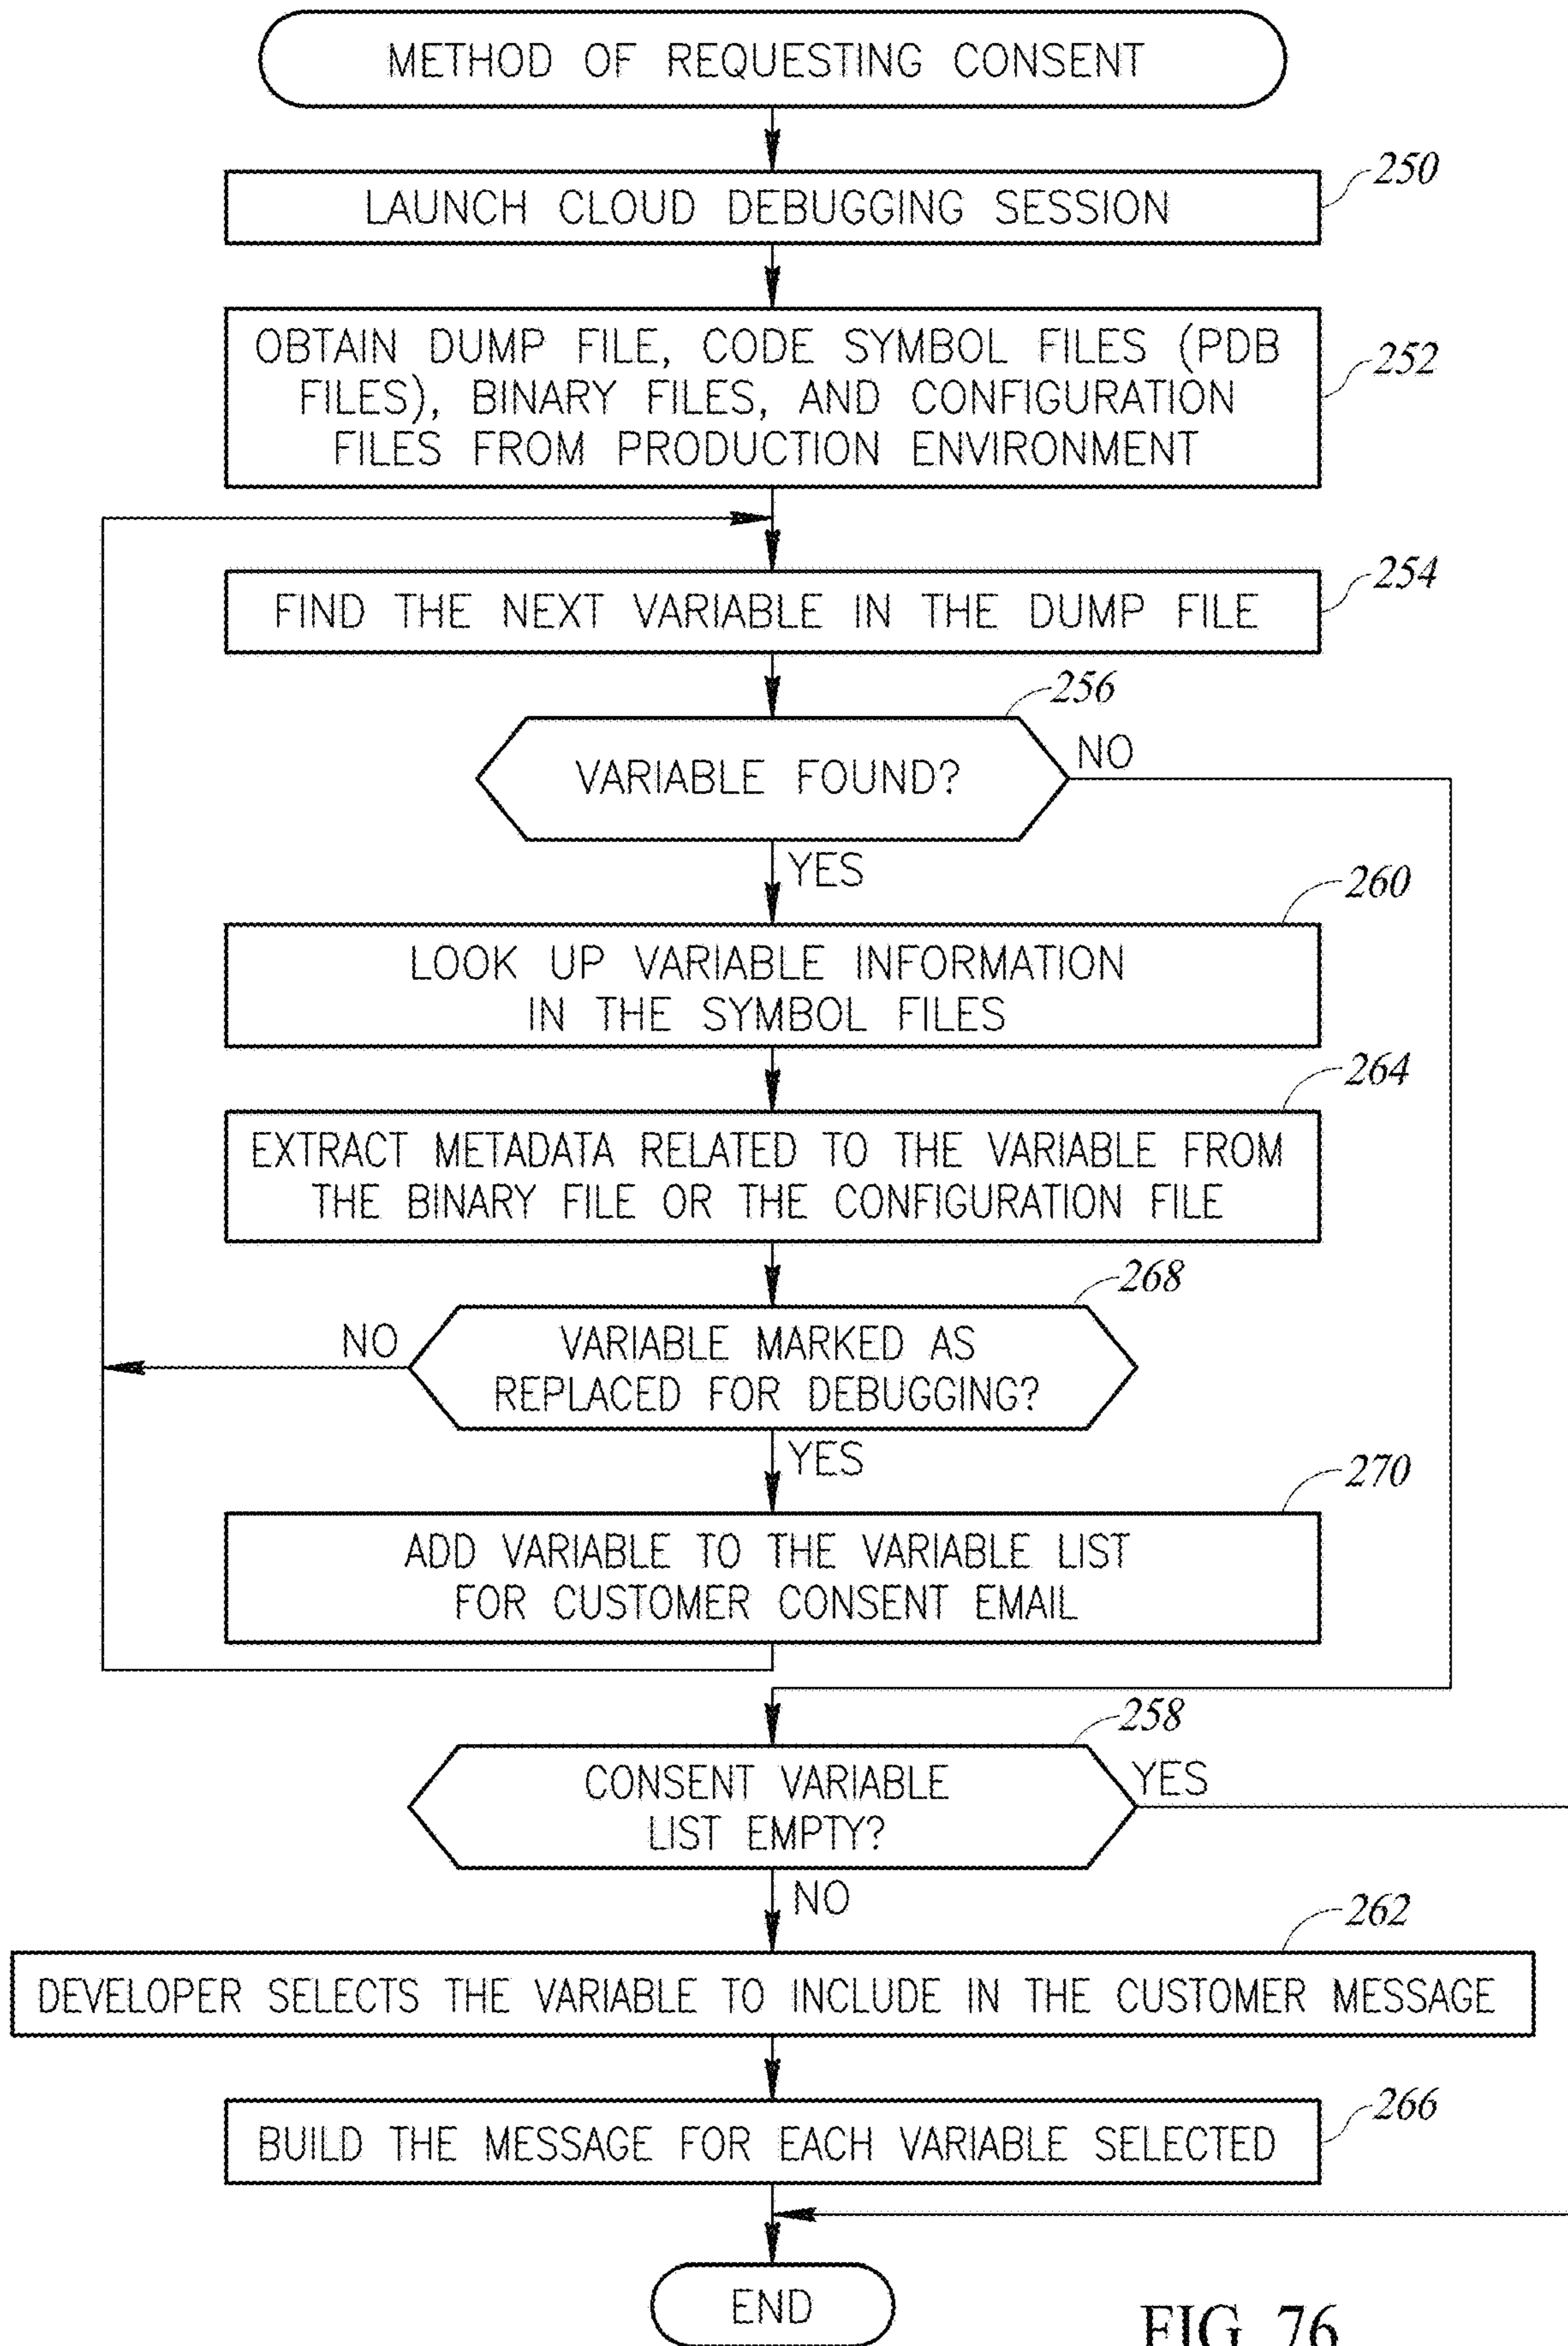 METHOD OF REQUESTING CONSENT
250
LAUNCH CLOUD DEBUGGING SESSION
OBTAIN DUMP FILE, CODE SYMBOL FILES (PDB
FILES), BINARY FILES, AND CONFIGURATION
FILES FROM PRODUCTION ENVIRONMENT
252
254
FIND THE NEXT VARIABLE IN THE DUMP FILE
256
VARIABLE FOUND?
NO
YES
260
LOOK UP VARIABLE INFORMATION
IN THE SYMBOL FILES
264
EXTRACT METADATA RELATED TO THE VARIABLE FROM
THE BINARY FILE OR THE CONFIGURATION FILE
268
NO
VARIABLE MARKED AS
REPLACED FOR DEBUGGING?
YES
270
ADD VARIABLE TO THE VARIABLE LIST
FOR CUSTOMER CONSENT EMAIL
258
CONSENT VARIABLE
LIST EMPTY?
YES
NO
262
DEVELOPER SELECTS THE VARIABLE TO INCLUDE IN THE CUSTOMER MESSAGE
266
BUILD THE MESSAGE FOR EACH VARIABLE SELECTED
END
FIG. 76